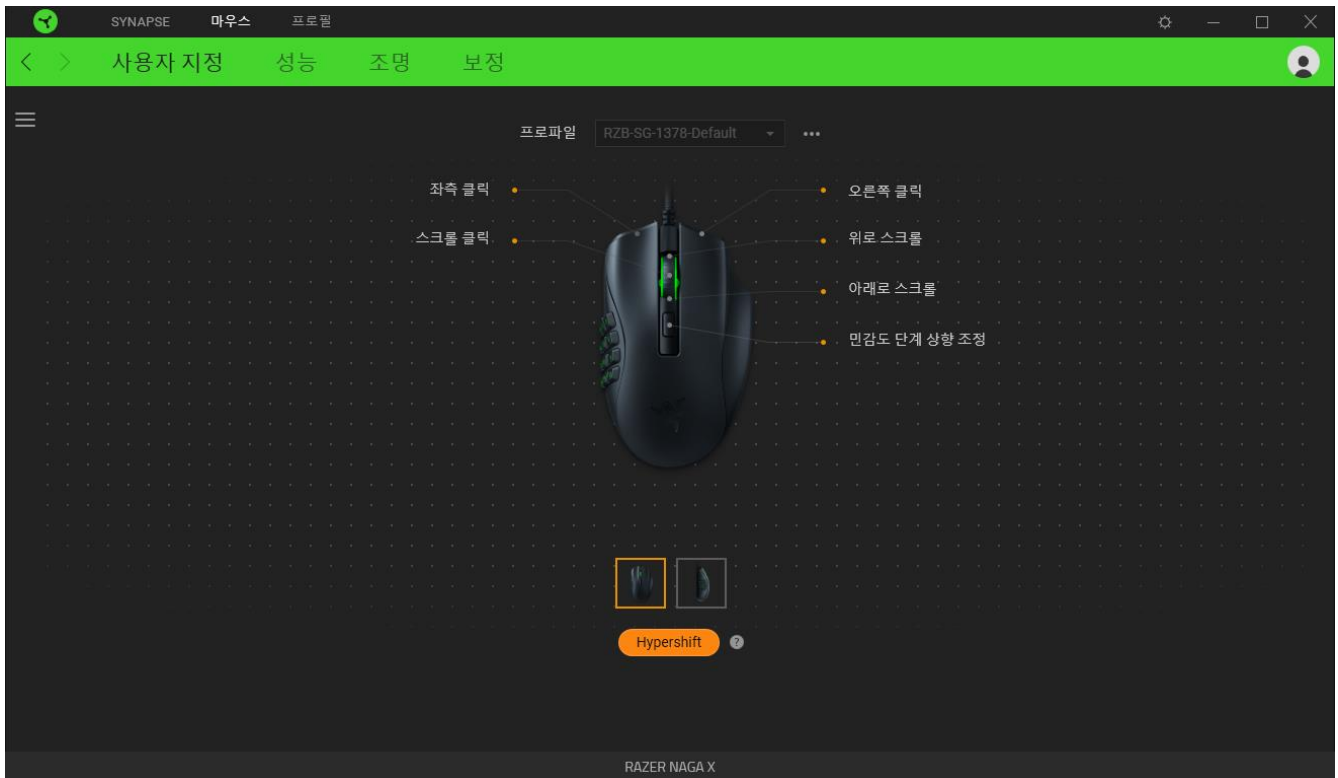 SYNAPSE 마우스 프로필
사용자 지정 성능 조명 보정
프로파일 RZB-SG-1378-Default
좌측 클릭 오른쪽 클릭
스크롤 클릭 위로 스크롤
아래로 스크롤
민감도 단계 상향 조정
Hypershift ?
RAZER NAGA X